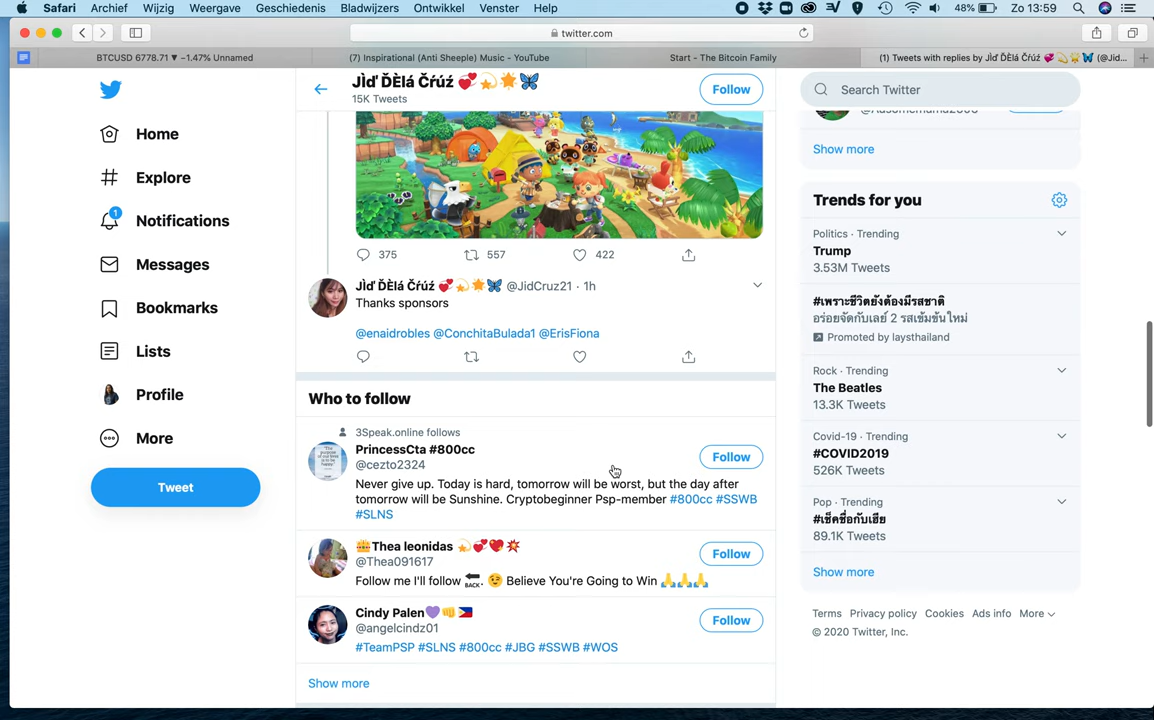 Safari Archief Wijzig Weergave Geschiedenis Bladwijzers Ontwikkel Venster Help 48% Zo 13:59
twitter.com
BTCUSD 6778.71 ▼ −1.47% Unnamed
(7) Inspirational (Anti Sheeple) Music - YouTube
Start - The Bitcoin Family
(1) Tweets with replies by JÌď ĎÈlá Čŕúź 💞 💫 🌟 🦋 (@Jid...
JÌď ĎÈlá Čŕúź 💞 💫 🌟 🦋
15K Tweets
Follow
Search Twitter
Home
Explore
1
Notifications
Messages
Bookmarks
Lists
Profile
More
Tweet
375 557 422
JÌď ĎÈlá Čŕúź 💞 💫 🌟 🦋 @JidCruz21 · 1h
Thanks sponsors
@enaidrobles @ConchitaBulada1 @ErisFiona
Who to follow
3Speak.online follows
PrincessCta #800cc
@cezto2324
Follow
Never give up. Today is hard, tomorrow will be worst, but the day after
tomorrow will be Sunshine. Cryptobeginner Psp-member #800cc #SSWB
#SLNS
Thea leonidas 💫 💞 💖 💥
@Thea091617
Follow
Follow me I'll follow 🔙. 😉 Believe You're Going to Win 🙏🙏🙏
Cindy Palen💜👊🇵🇭
@angelcindz01
Follow
#TeamPSP #SLNS #800cc #JBG #SSWB #WOS
Show more
Show more
Trends for you
Politics · Trending
Trump
3.53M Tweets
#เพราะชีวิตยังต้องมีรสชาติ
อร่อยจัดกับเลย์ 2 รสเข้มข้น ใหม่
Promoted by laysthailand
Rock · Trending
The Beatles
13.3K Tweets
Covid-19 · Trending
#COVID2019
526K Tweets
Pop · Trending
#เช็คชื่อกับเฮีย
89.1K Tweets
Show more
Terms Privacy policy Cookies Ads info More
© 2020 Twitter, Inc.